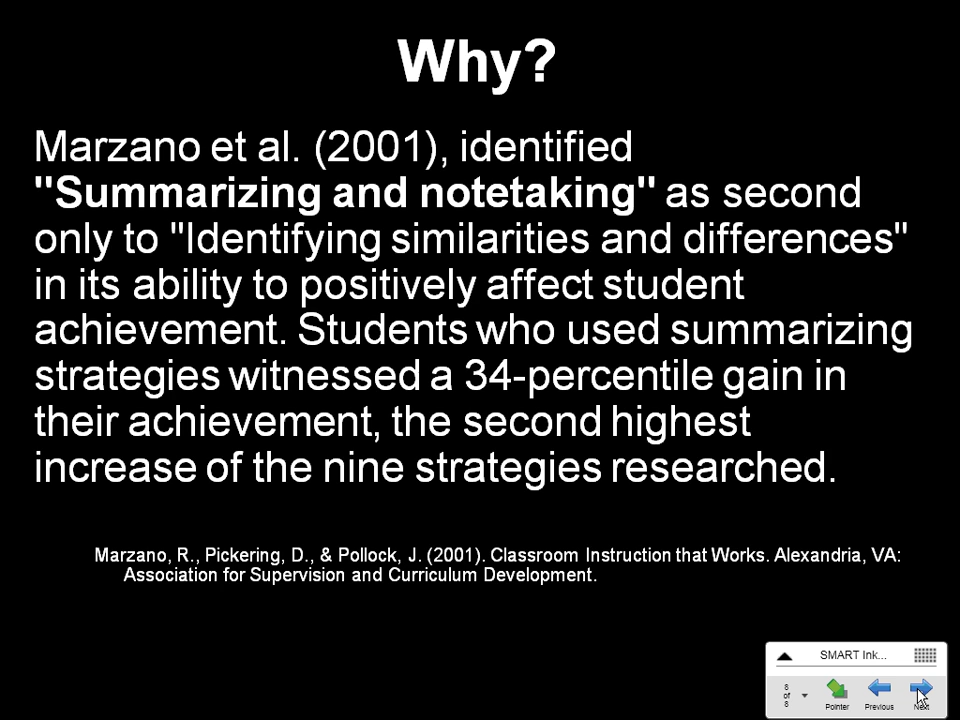 Why?
Marzano et al. (2001), identified
"Summarizing and notetaking" as second
only to "Identifying similarities and differences"
in its ability to positively affect student
achievement. Students who used summarizing
strategies witnessed a 34-percentile gain in
their achievement, the second highest
increase of the nine strategies researched.
Marzano, R., Pickering, D., & Pollock, J. (2001). Classroom Instruction that Works. Alexandria, VA:
Association for Supervision and Curriculum Development.
SMART Ink...
8
of
8
Pointer Previous Next